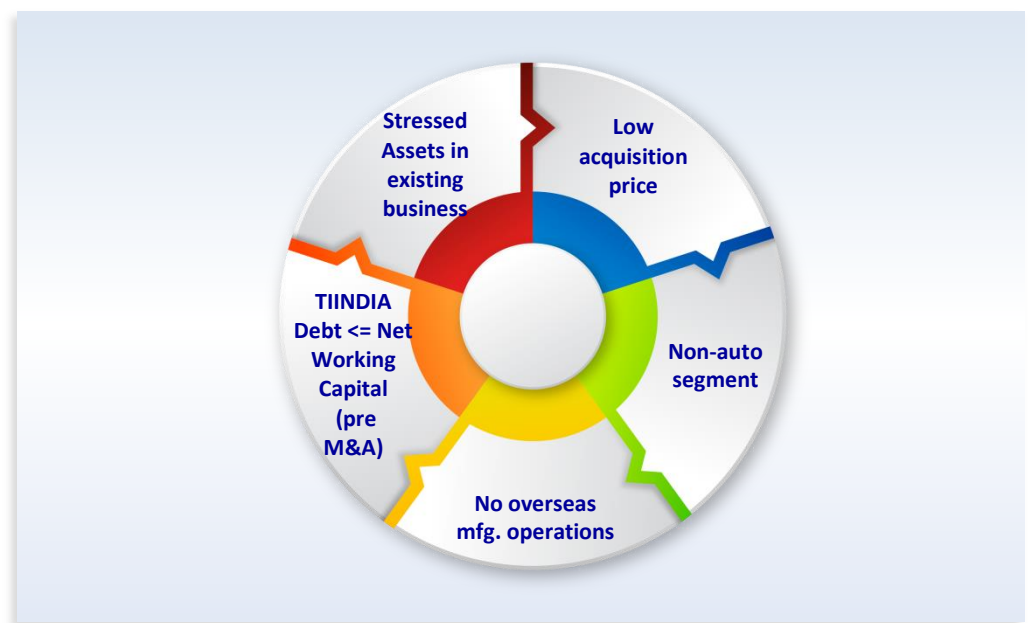 Stressed
Assets in
existing
business
Low
acquisition
price
TIINDIA
Debt <= Net
Working
Capital
(pre
M&A)
Non-auto
segment
No overseas
mfg. operations